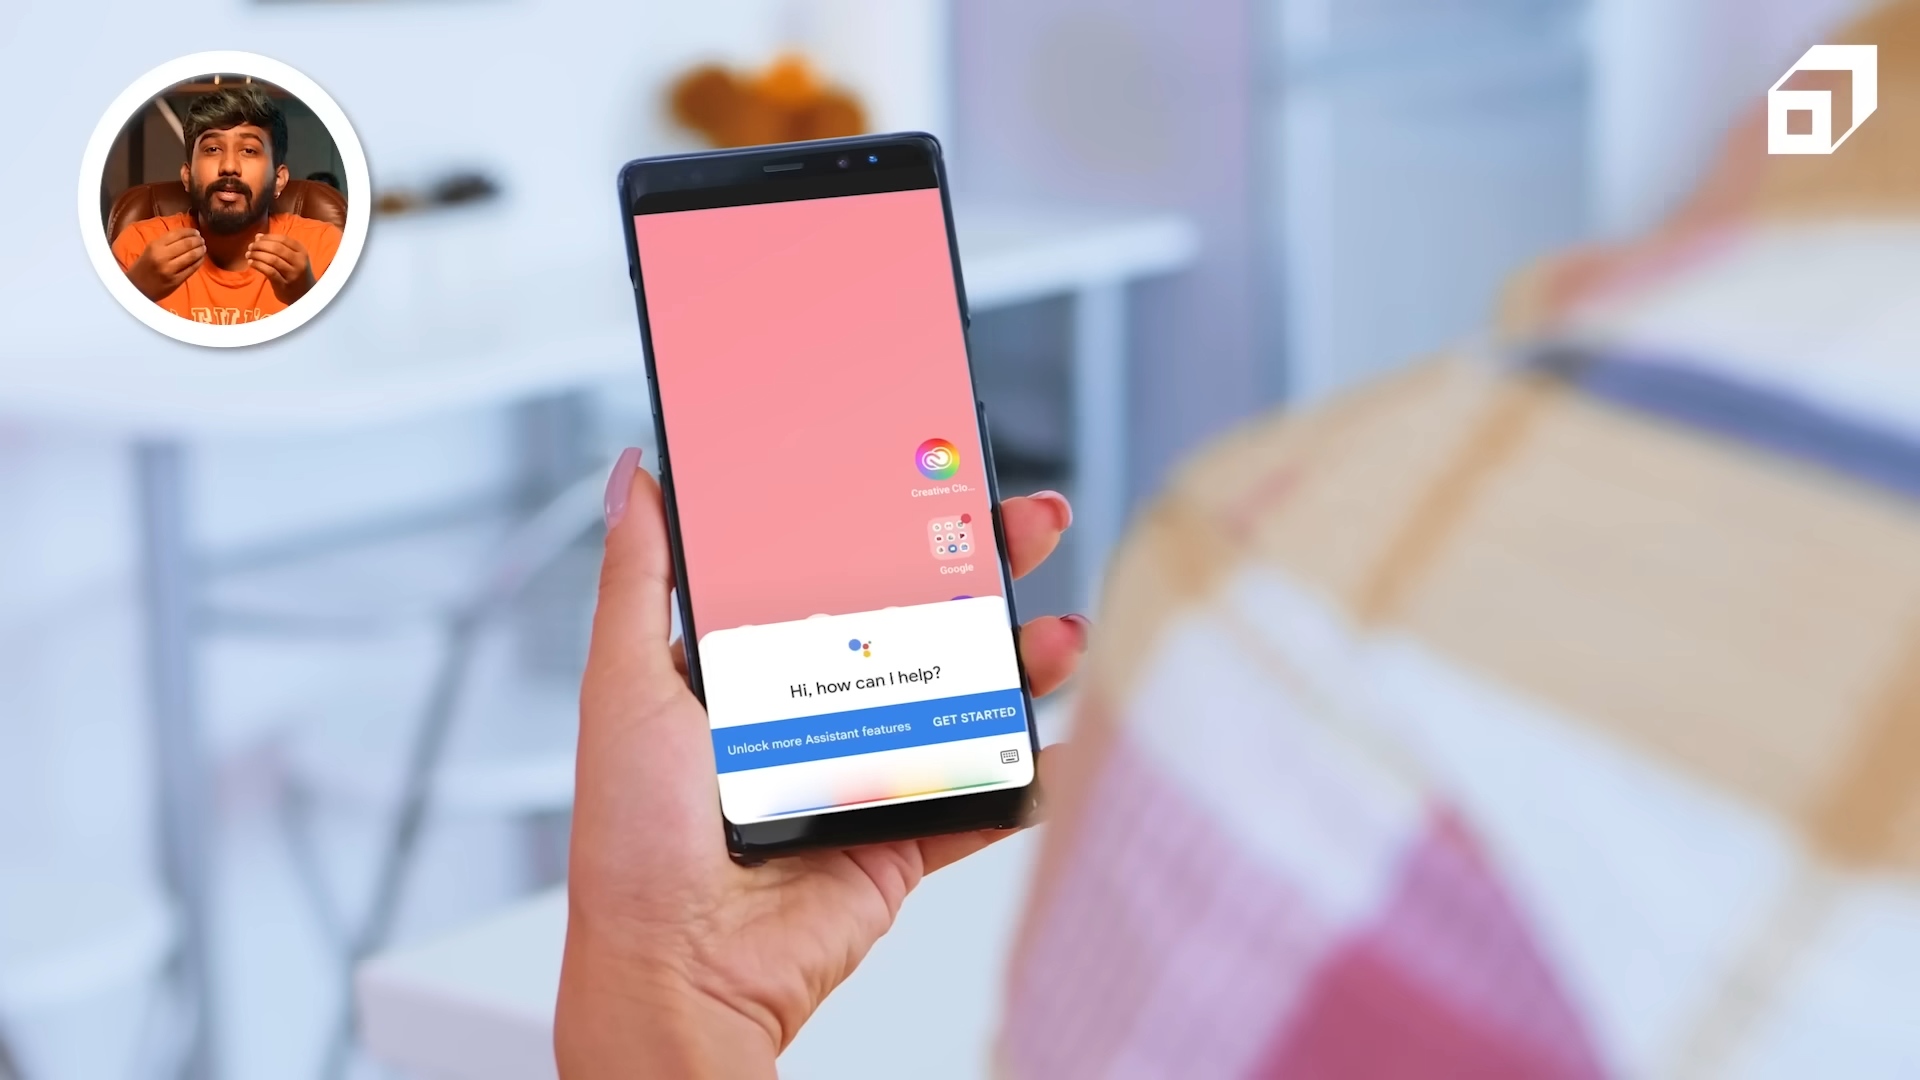 Creative Clo...
Google
Hi, how can I help?
Unlock more Assistant features GET STARTED